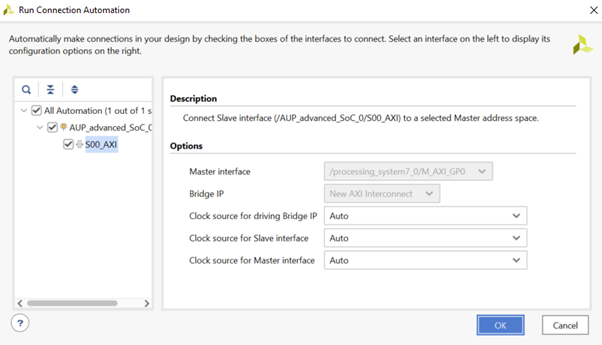 Run Connection Automation
Automatically make connections in your design by checking the boxes of the interfaces to connect. Select an interface on the left to display its
configuration options on the right.
All Automation (1 out of 1 s
AUP_advanced_SoC_0
S00_AXI
Description
Connect Slave interface (/AUP_advanced_SoC_0/S00_AXI) to a selected Master address space.
Options
Master interface /processing_system7_0/M_AXI_GP0
Bridge IP New AXI Interconnect
Clock source for driving Bridge IP Auto
Clock source for Slave interface Auto
Clock source for Master interface Auto
? OK Cancel